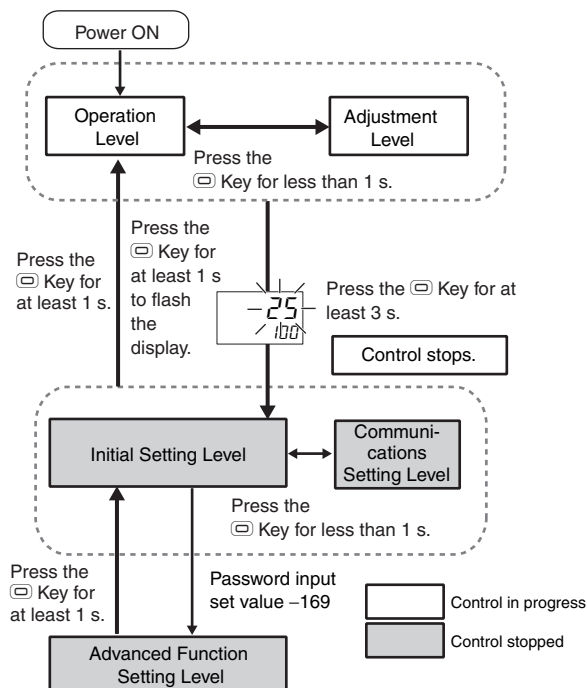 Power ON
Operation
Level
Adjustment
Level
Press the
Key for less than 1 s.
Press the
Key for
at least 1 s.
Press the
Key for
at least 1 s
to flash
the
display.
25
100
Press the Key for at
least 3 s.
Control stops.
Initial Setting Level
Communi-
cations
Setting Level
Press the
Key for less than 1 s.
Press the
Key for
at least 1 s.
Password input
set value –169
Advanced Function
Setting Level
Control in progress
Control stopped